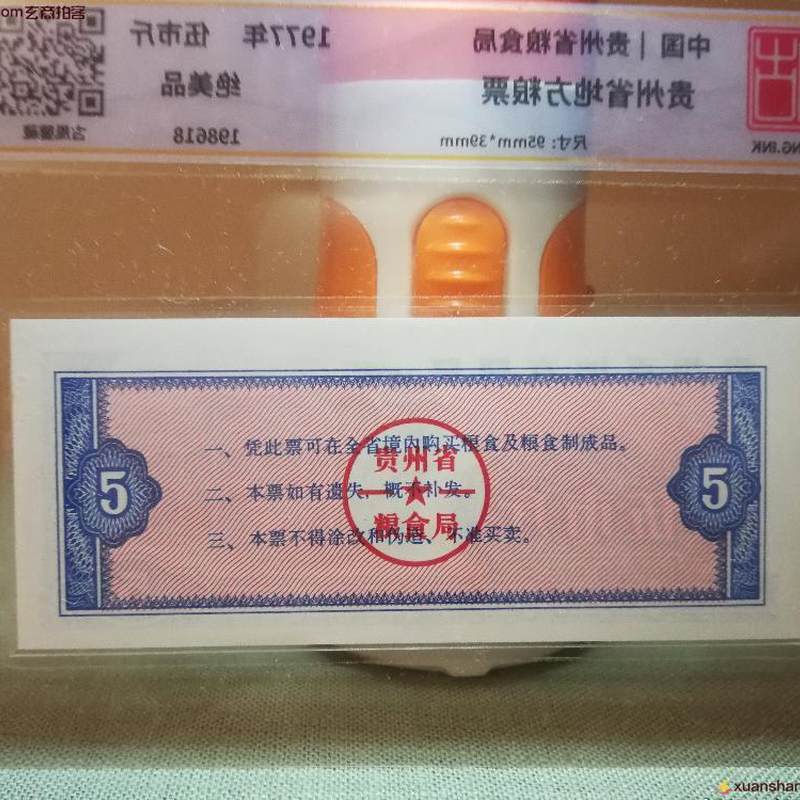 om玄商拍客
中国 | 贵州省粮食局 1977年 伍市斤
贵州省地方粮票 绝美品
尺寸: 95mm*39mm 198618
NG.INK
一、凭此票可在全省境内购买粮食及粮食制成品。
二、本票如有遗失、概不补发。
三、本票不得涂改和伪造、不准买卖。
贵州省
粮食局
5
5
xuanshan